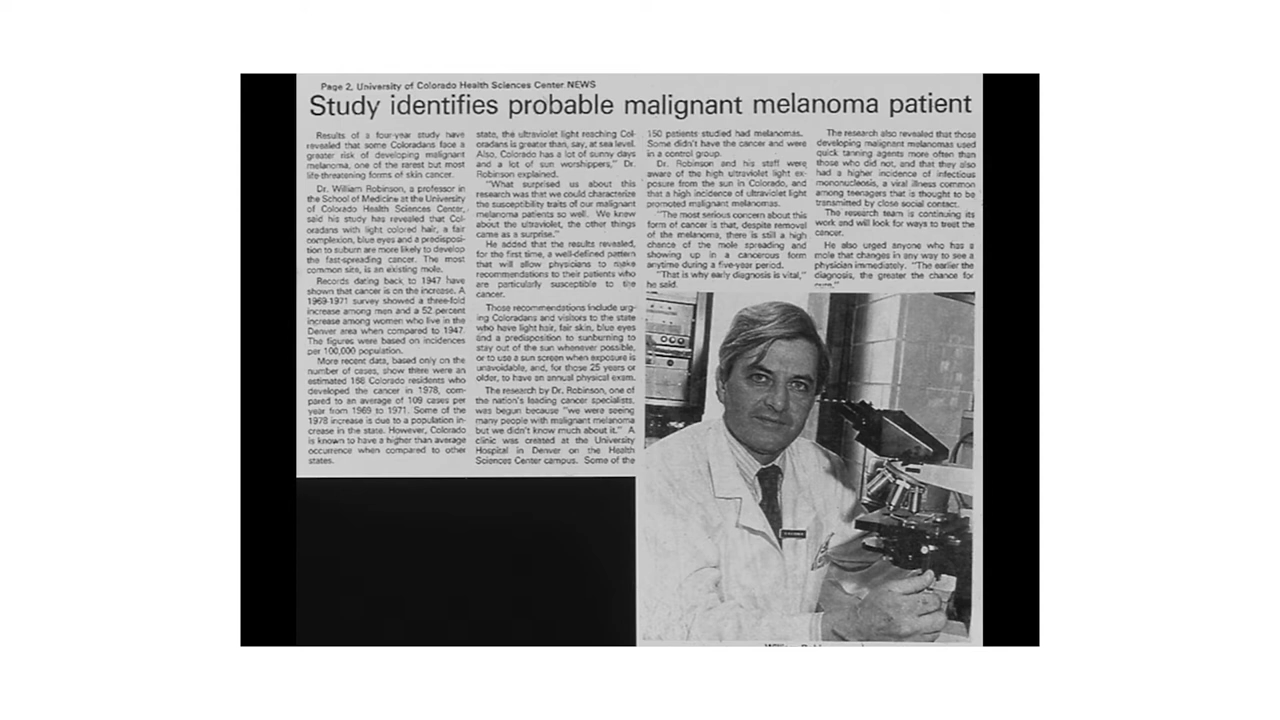 Page 2, University of Colorado Health Sciences Center NEWS
Study identifies probable malignant melanoma patient
Results of a four-year study have
revealed that some Coloradans face a
greater risk of developing malignant
melanoma, one of the rarest but most
life-threatening forms of skin cancer.
Dr. William Robinson, a professor in
the School of Medicine at the University
of Colorado Health Sciences Center,
said his study has revealed that Col-
oradans with light colored hair, a fair
complexion, blue eyes and a predisposi-
tion to suburn are more likely to develop
the fast-spreading cancer. The most
common site, is an existing mole.
Records dating back to 1947 have
shown that cancer is on the increase. A
1969-1971 survey showed a three-fold
increase among men and a 52 percent
increase among women who live in the
Denver area when compared to 1947.
The figures were based on incidences
per 100,000 population.
More recent data, based only on the
number of cases, show there were an
estimated 168 Colorado residents who
developed the cancer in 1978, com-
pared to an average of 109 cases per
year from 1969 to 1971. Some of the
1978 increase is due to a population in-
crease in the state. However, Colorado
is known to have a higher than average
occurrence when compared to other
states.
state, the ultraviolet light reaching Col-
oradans is greater than, say, at sea level.
Also, Colorado has a lot of sunny days
and a lot of sun worshippers," Dr.
Robinson explained.
"What surprised us about this
research was that we could characterize
the susceptibility traits of our malignant
melanoma patients so well. We knew
about the ultraviolet, the other things
came as a surprise."
He added that the results revealed,
for the first time, a well-defined pattern
that will allow physicians to make
recommendations to their patients who
are particularly susceptible to the
cancer.
Those recommendations include urg-
ing Coloradans and visitors to the state
who have light hair, fair skin, blue eyes
and a predisposition to sunburning to
stay out of the sun whenever possible,
or to use a sun screen when exposure is
unavoidable, and, for those 25 years or
older, to have an annual physical exam.
The research by Dr. Robinson, one of
the nation's leading cancer specialists,
was begun because "we were seeing
many people with malignant melanoma
but we didn't know much about it." A
clinic was created at the University
Hospital in Denver on the Health
Sciences Center campus. Some of the
150 patients studied had melanomas.
Some didn't have the cancer and were
in a control group.
Dr. Robinson and his staff were
aware of the high ultraviolet light ex-
posure from the sun in Colorado, and
that a high incidence of ultraviolet light
promoted malignant melanomas.
"The most serious concern about this
form of cancer is that, despite removal
of the melanoma, there is still a high
chance of the mole spreading and
showing up in a cancerous form
anytime during a five-year period.
"That is why early diagnosis is vital,"
he said.
The research also revealed that those
developing malignant melanomas used
quick tanning agents more often than
those who did not, and that they also
had a higher incidence of infectious
mononucleosis, a viral illness common
among teenagers that is thought to be
transmitted by close social contact.
The research team is continuing its
work and will look for ways to treat the
cancer.
He also urged anyone who has a
mole that changes in any way to see a
physician immediately. "The earlier the
diagnosis, the greater the chance for